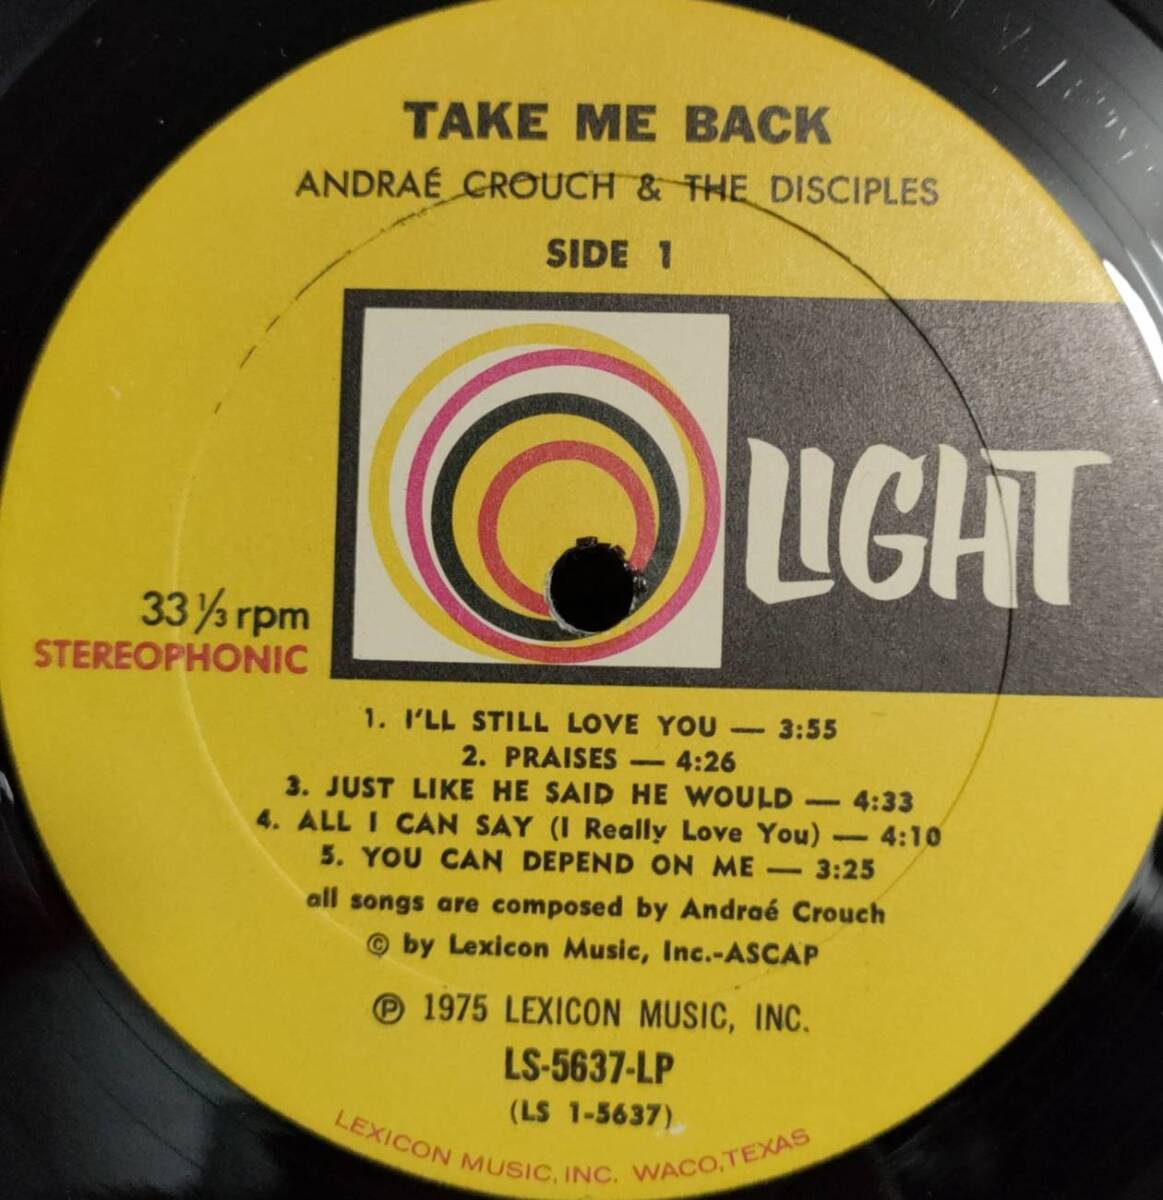 TAKE ME BACK
ANDRAÉ CROUCH & THE DISCIPLES
SIDE 1
LIGHT
33 ⅓ rpm
STEREOPHONIC
1. I'LL STILL LOVE YOU — 3:55
2. PRAISES — 4:26
3. JUST LIKE HE SAID HE WOULD — 4:33
4. ALL I CAN SAY (I Really Love You) — 4:10
5. YOU CAN DEPEND ON ME — 3:25
all songs are composed by Andraé Crouch
© by Lexicon Music, Inc.-ASCAP
℗ 1975 LEXICON MUSIC, INC.
LS-5637-LP
(LS 1-5637)
LEXICON MUSIC, INC. WACO, TEXAS